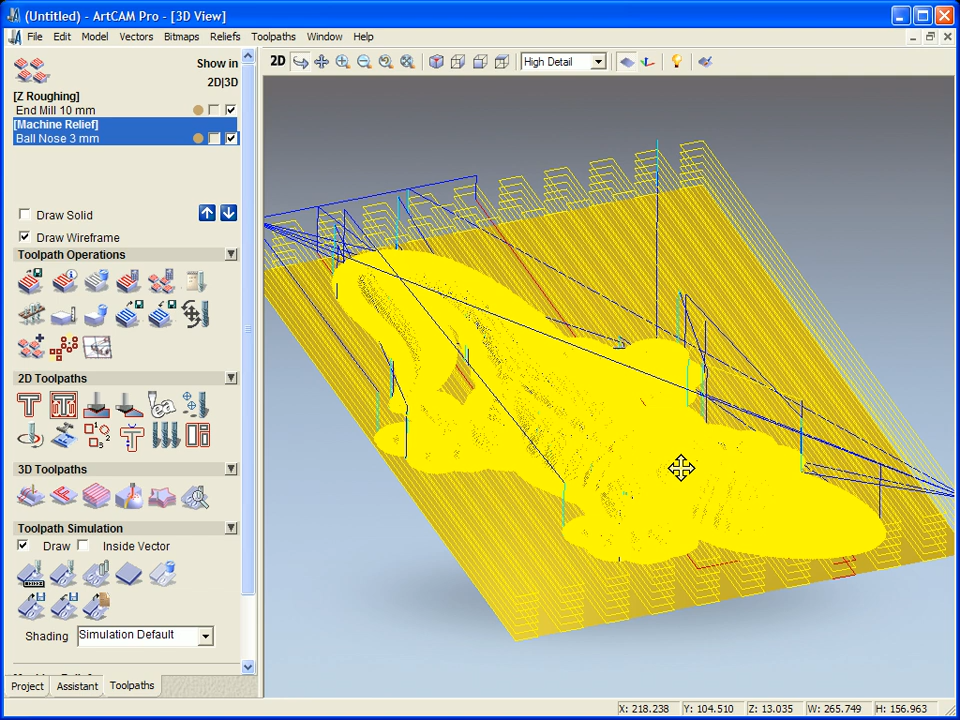 (Untitled) - ArtCAM Pro - [3D View]
File Edit Model Vectors Bitmaps Reliefs Toolpaths Window Help
Show in
2D|3D
[Z Roughing]
End Mill 10 mm
[Machine Relief]
Ball Nose 3 mm
Draw Solid
Draw Wireframe
Toolpath Operations
2D Toolpaths
3D Toolpaths
Toolpath Simulation
Draw Inside Vector
Shading Simulation Default
Project Assistant Toolpaths
2D High Detail
X: 218.238 Y: 104.510 Z: 13.035 W: 265.749 H: 156.963